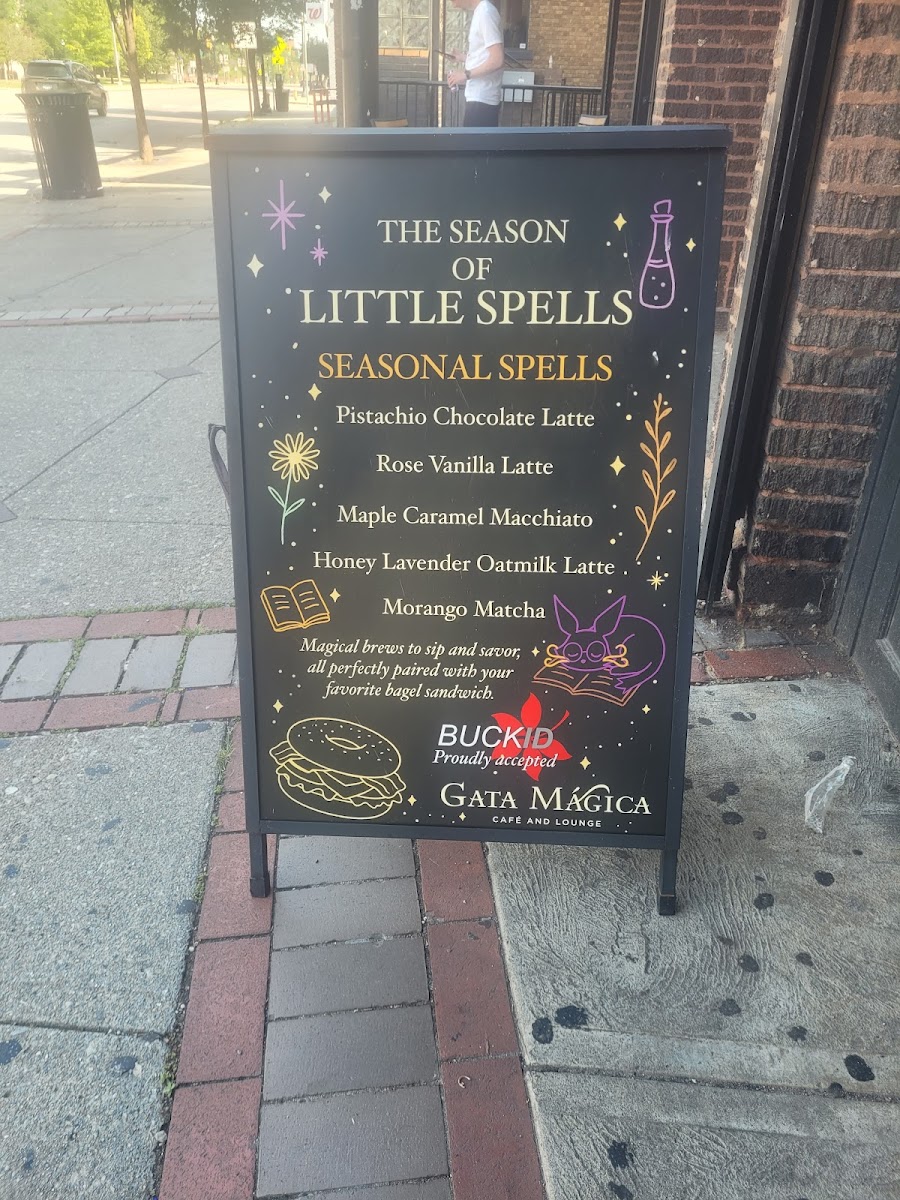 THE SEASON
OF
LITTLE SPELLS
SEASONAL SPELLS
Pistachio Chocolate Latte
Rose Vanilla Latte
Maple Caramel Macchiato
Honey Lavender Oatmilk Latte
Morango Matcha
Magical brews to sip and savor,
all perfectly paired with your
favorite bagel sandwich.
BUCKID
Proudly accepted
GATA MÁGICA
CAFÉ AND LOUNGE